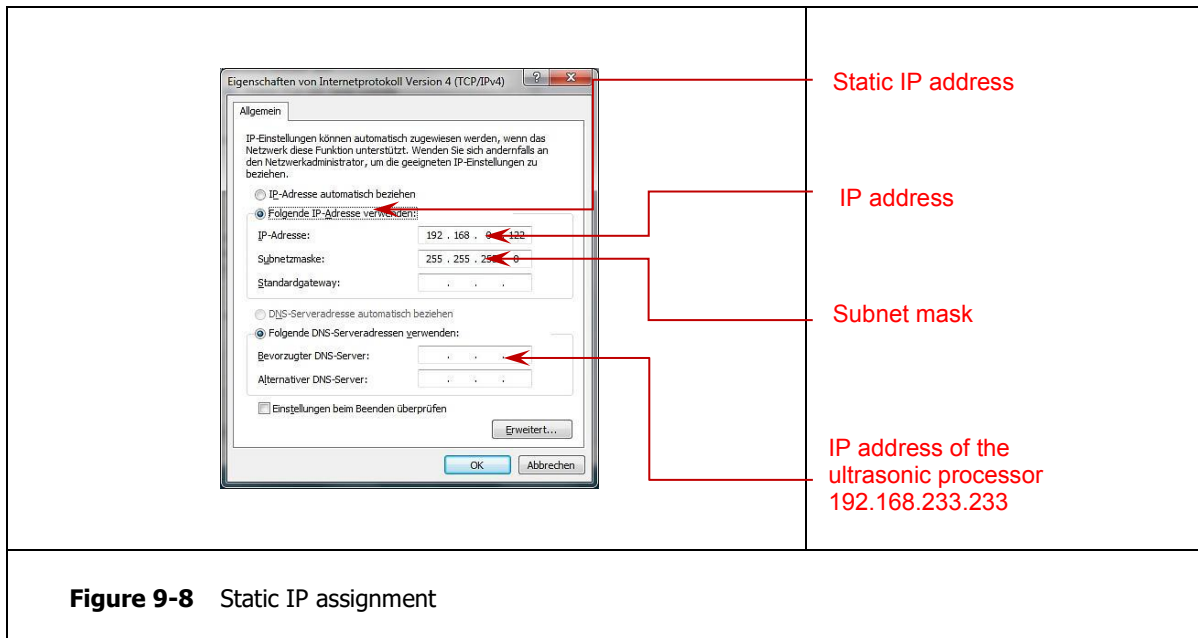 Eigenschaften von Internetprotokoll Version 4 (TCP/IPv4)
Allgemein
IP-Einstellungen können automatisch zugewiesen werden, wenn das
Netzwerk diese Funktion unterstützt. Wenden Sie sich andernfalls an
den Netzwerkadministrator, um die geeigneten IP-Einstellungen zu
beziehen.
IP-Adresse automatisch beziehen
Folgende IP-Adresse verwenden:
IP-Adresse: 192 . 168 . 0 . 122
Subnetzmaske: 255 . 255 . 255 . 0
Standardgateway: . . .
DNS-Serveradresse automatisch beziehen
Folgende DNS-Serveradressen verwenden:
Bevorzugter DNS-Server: . . .
Alternativer DNS-Server: . . .
Einstellungen beim Beenden überprüfen
Erweitert...
OK Abbrechen
Static IP address
IP address
Subnet mask
IP address of the
ultrasonic processor
192.168.233.233
Figure 9-8 Static IP assignment